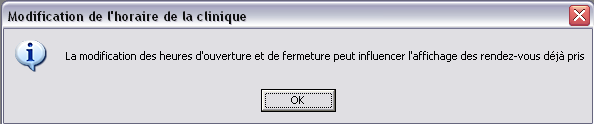 Modification de l'horaire de la clinique
La modification des heures d'ouverture et de fermeture peut influencer l'affichage des rendez-vous déjà pris
OK